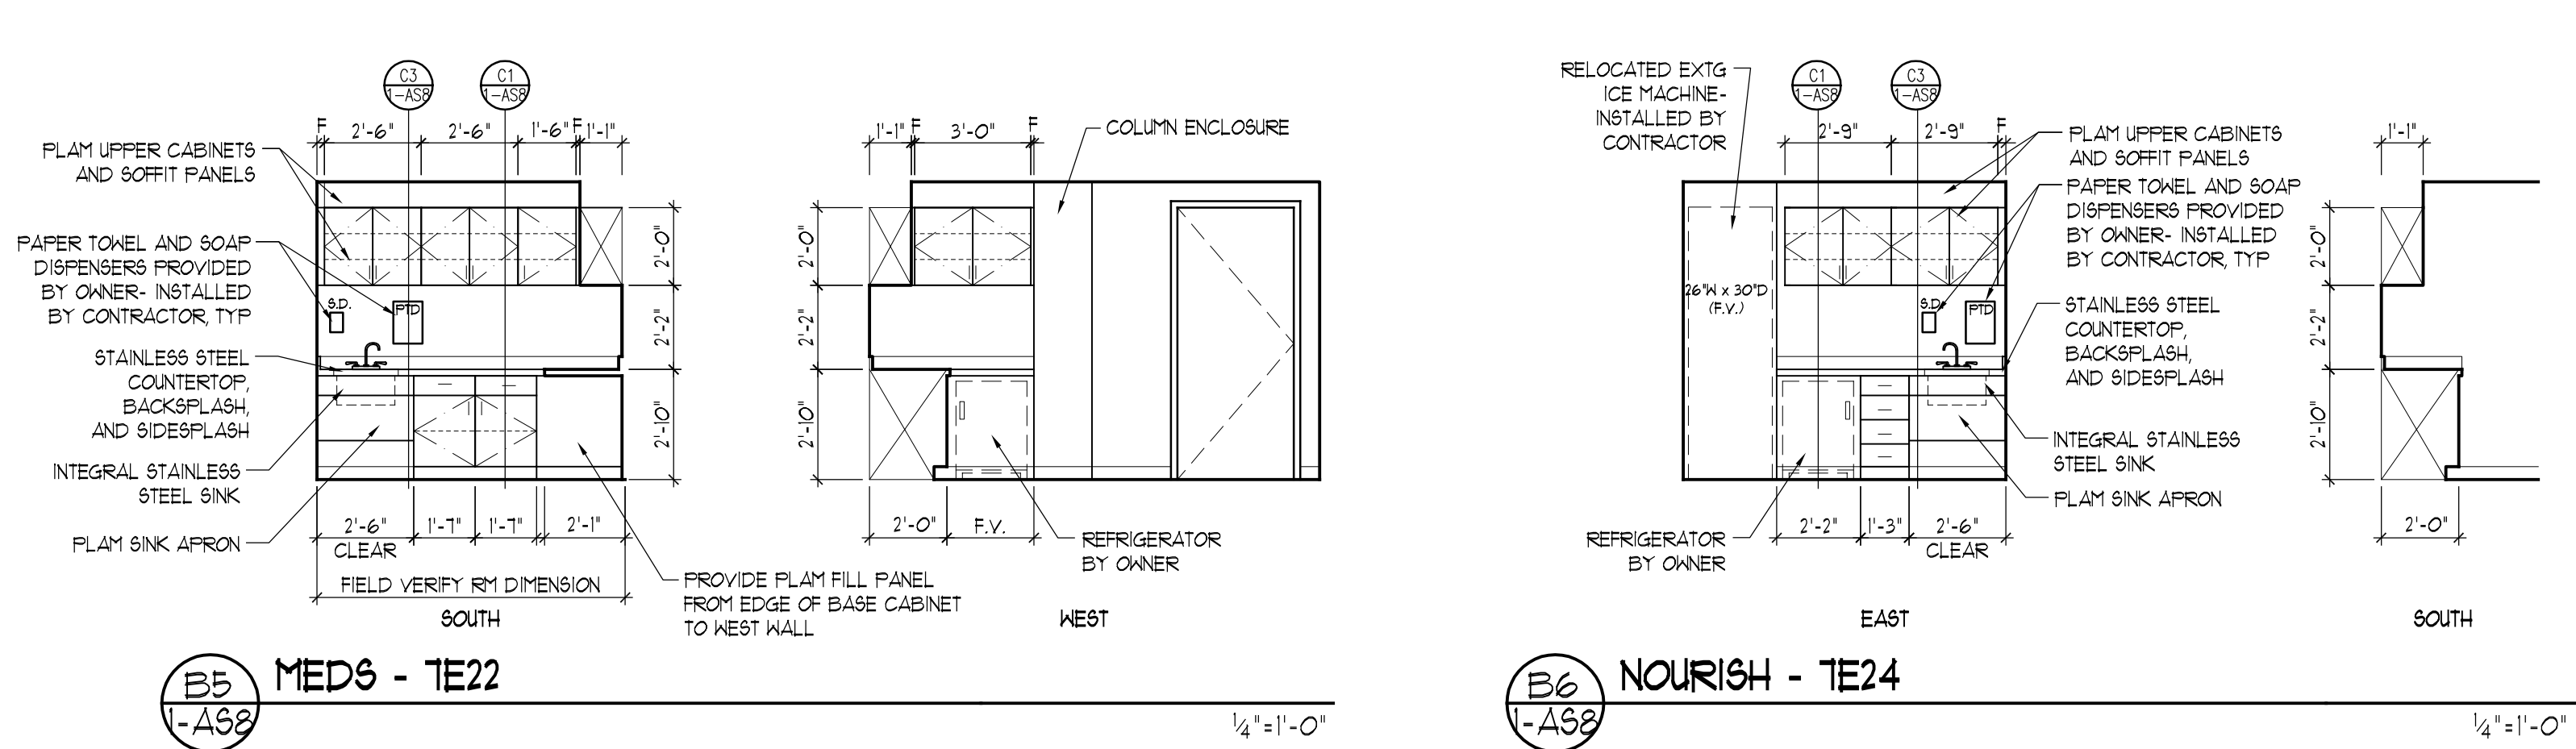 C3
1-AS8
C1
1-AS8
F
2'-6"
2'-6"
1'-6"
F
1'-1"
PLAM UPPER CABINETS
AND SOFFIT PANELS
PAPER TOWEL AND SOAP
DISPENSERS PROVIDED
BY OWNER- INSTALLED
BY CONTRACTOR, TYP
S.D.
PTD
STAINLESS STEEL
COUNTERTOP,
BACKSPLASH,
AND SIDESPLASH
INTEGRAL STAINLESS
STEEL SINK
PLAM SINK APRON
2'-0"
2'-2"
2'-10"
2'-6"
CLEAR
1'-7"
1'-7"
2'-1"
FIELD VERIFY RM DIMENSION
SOUTH
PROVIDE PLAM FILL PANEL
FROM EDGE OF BASE CABINET
TO WEST WALL
1'-1"
F
3'-0"
F
COLUMN ENCLOSURE
2'-0"
2'-2"
2'-10"
2'-0"
F.V.
REFRIGERATOR
BY OWNER
WEST
B5
1-AS8
MEDS - TE22
1/4"=1'-0"
RELOCATED EXTG
ICE MACHINE-
INSTALLED BY
CONTRACTOR
C1
1-AS8
C3
1-AS8
2'-9"
2'-9"
F
PLAM UPPER CABINETS
AND SOFFIT PANELS
PAPER TOWEL AND SOAP
DISPENSERS PROVIDED
BY OWNER- INSTALLED
BY CONTRACTOR, TYP
26"W x 30"D
(F.V.)
S.D.
PTD
STAINLESS STEEL
COUNTERTOP,
BACKSPLASH,
AND SIDESPLASH
INTEGRAL STAINLESS
STEEL SINK
PLAM SINK APRON
REFRIGERATOR
BY OWNER
2'-2"
1'-3"
2'-6"
CLEAR
EAST
1'-1"
2'-0"
2'-2"
2'-10"
2'-0"
SOUTH
B6
1-AS8
NOURISH - TE24
1/4"=1'-0"